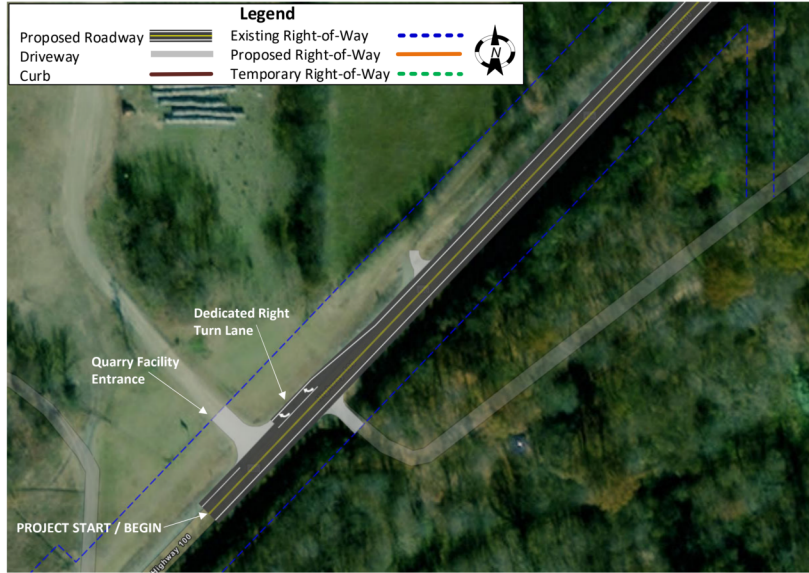 Legend
Proposed Roadway
Driveway
Curb
Existing Right-of-Way
Proposed Right-of-Way
Temporary Right-of-Way
N
Dedicated Right
Turn Lane
Quarry Facility
Entrance
PROJECT START / BEGIN
Highway 100